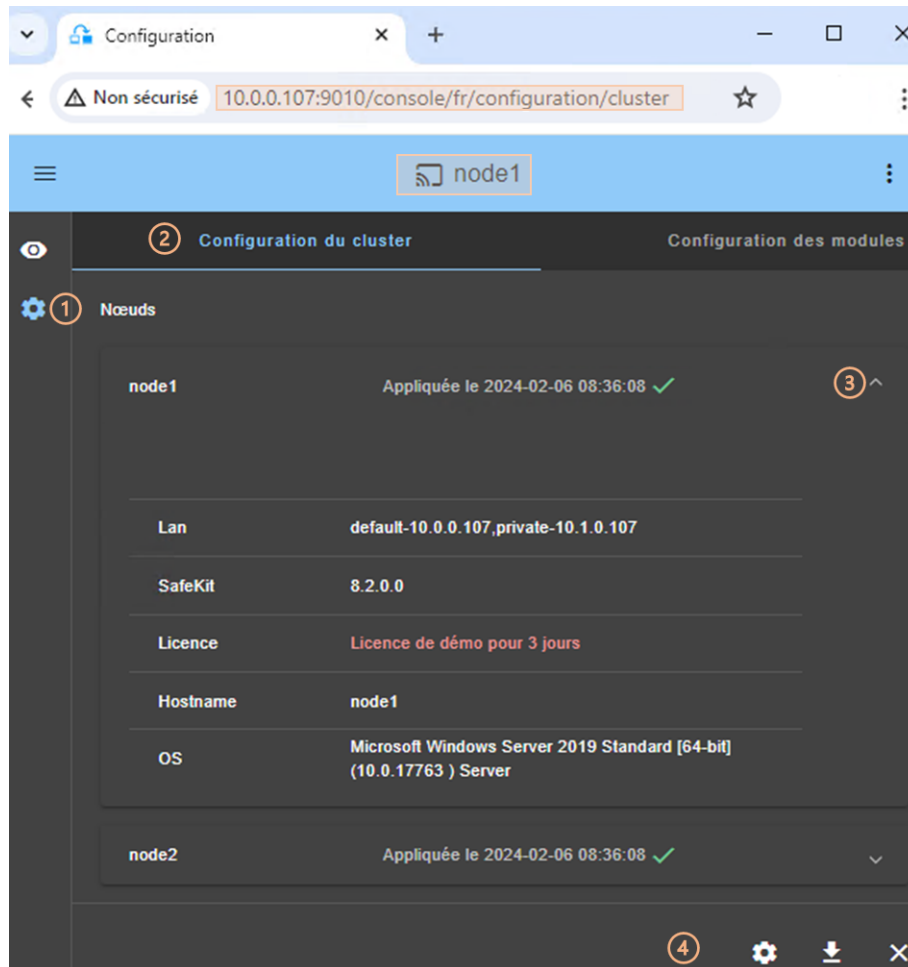 Configuration
Non sécurisé 10.0.0.107:9010/console/fr/configuration/cluster
node1
2 Configuration du cluster Configuration des modules
1 Nœuds
node1 Appliquée le 2024-02-06 08:36:08 3
Lan default-10.0.0.107,private-10.1.0.107
SafeKit 8.2.0.0
Licence Licence de démo pour 3 jours
Hostname node1
OS Microsoft Windows Server 2019 Standard [64-bit]
(10.0.17763 ) Server
node2 Appliquée le 2024-02-06 08:36:08
4